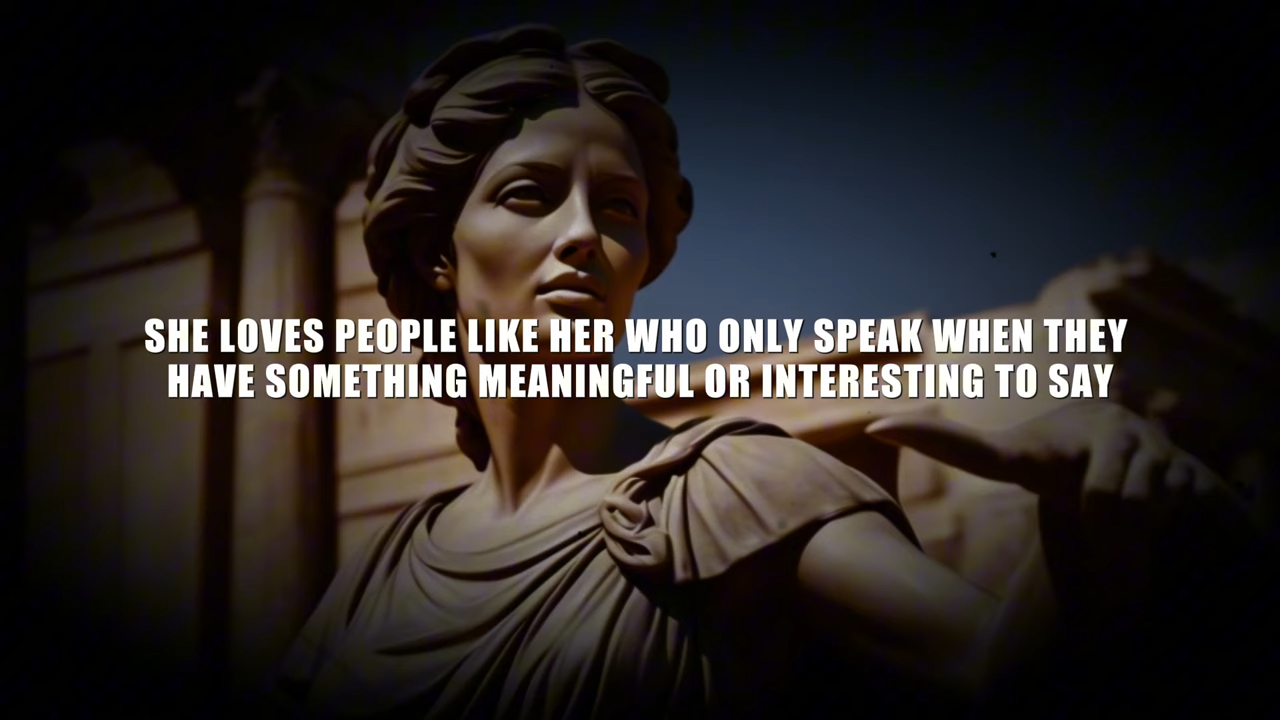 SHE LOVES PEOPLE LIKE HER WHO ONLY SPEAK WHEN THEY
HAVE SOMETHING MEANINGFUL OR INTERESTING TO SAY